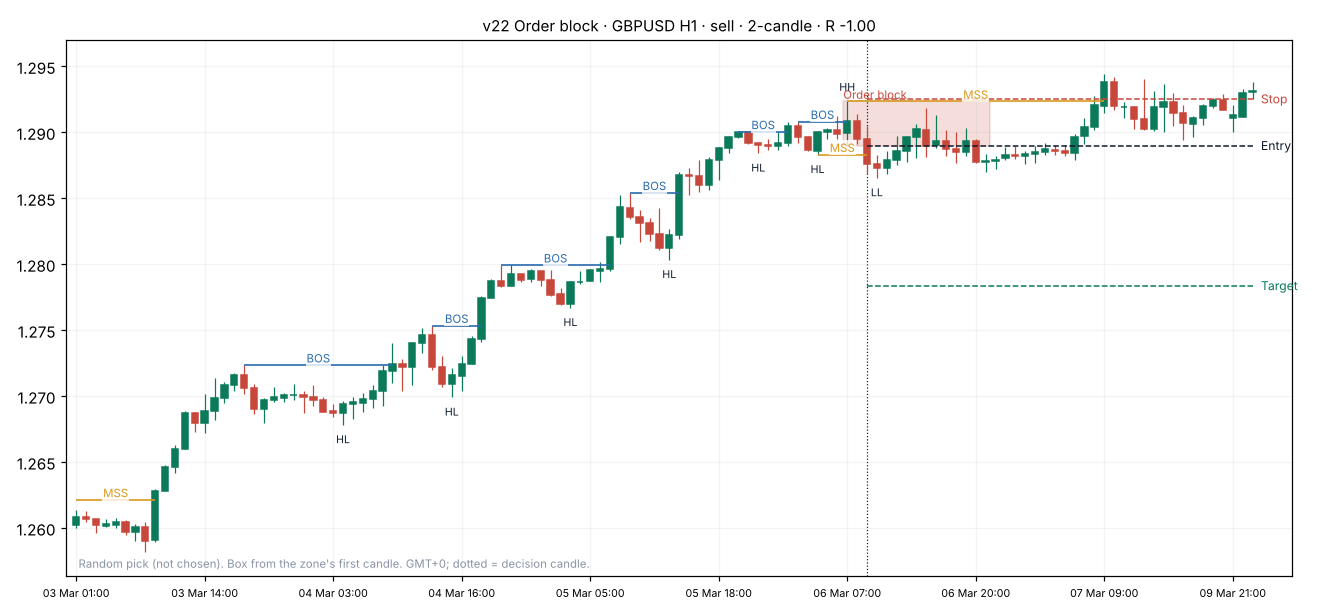 v22 Order block · GBPUSD H1 · sell · 2-candle · R -1.00
1.295
1.290
1.285
1.280
1.275
1.270
1.265
1.260
MSS
BOS
HL
BOS
HL
BOS
HL
BOS
HL
BOS
HL
BOS
HL
MSS
HH
Order block
MSS
LL
Stop
Entry
Target
Random pick (not chosen). Box from the zone's first candle. GMT+0; dotted = decision candle.
03 Mar 01:00
03 Mar 14:00
04 Mar 03:00
04 Mar 16:00
05 Mar 05:00
05 Mar 18:00
06 Mar 07:00
06 Mar 20:00
07 Mar 09:00
09 Mar 21:00